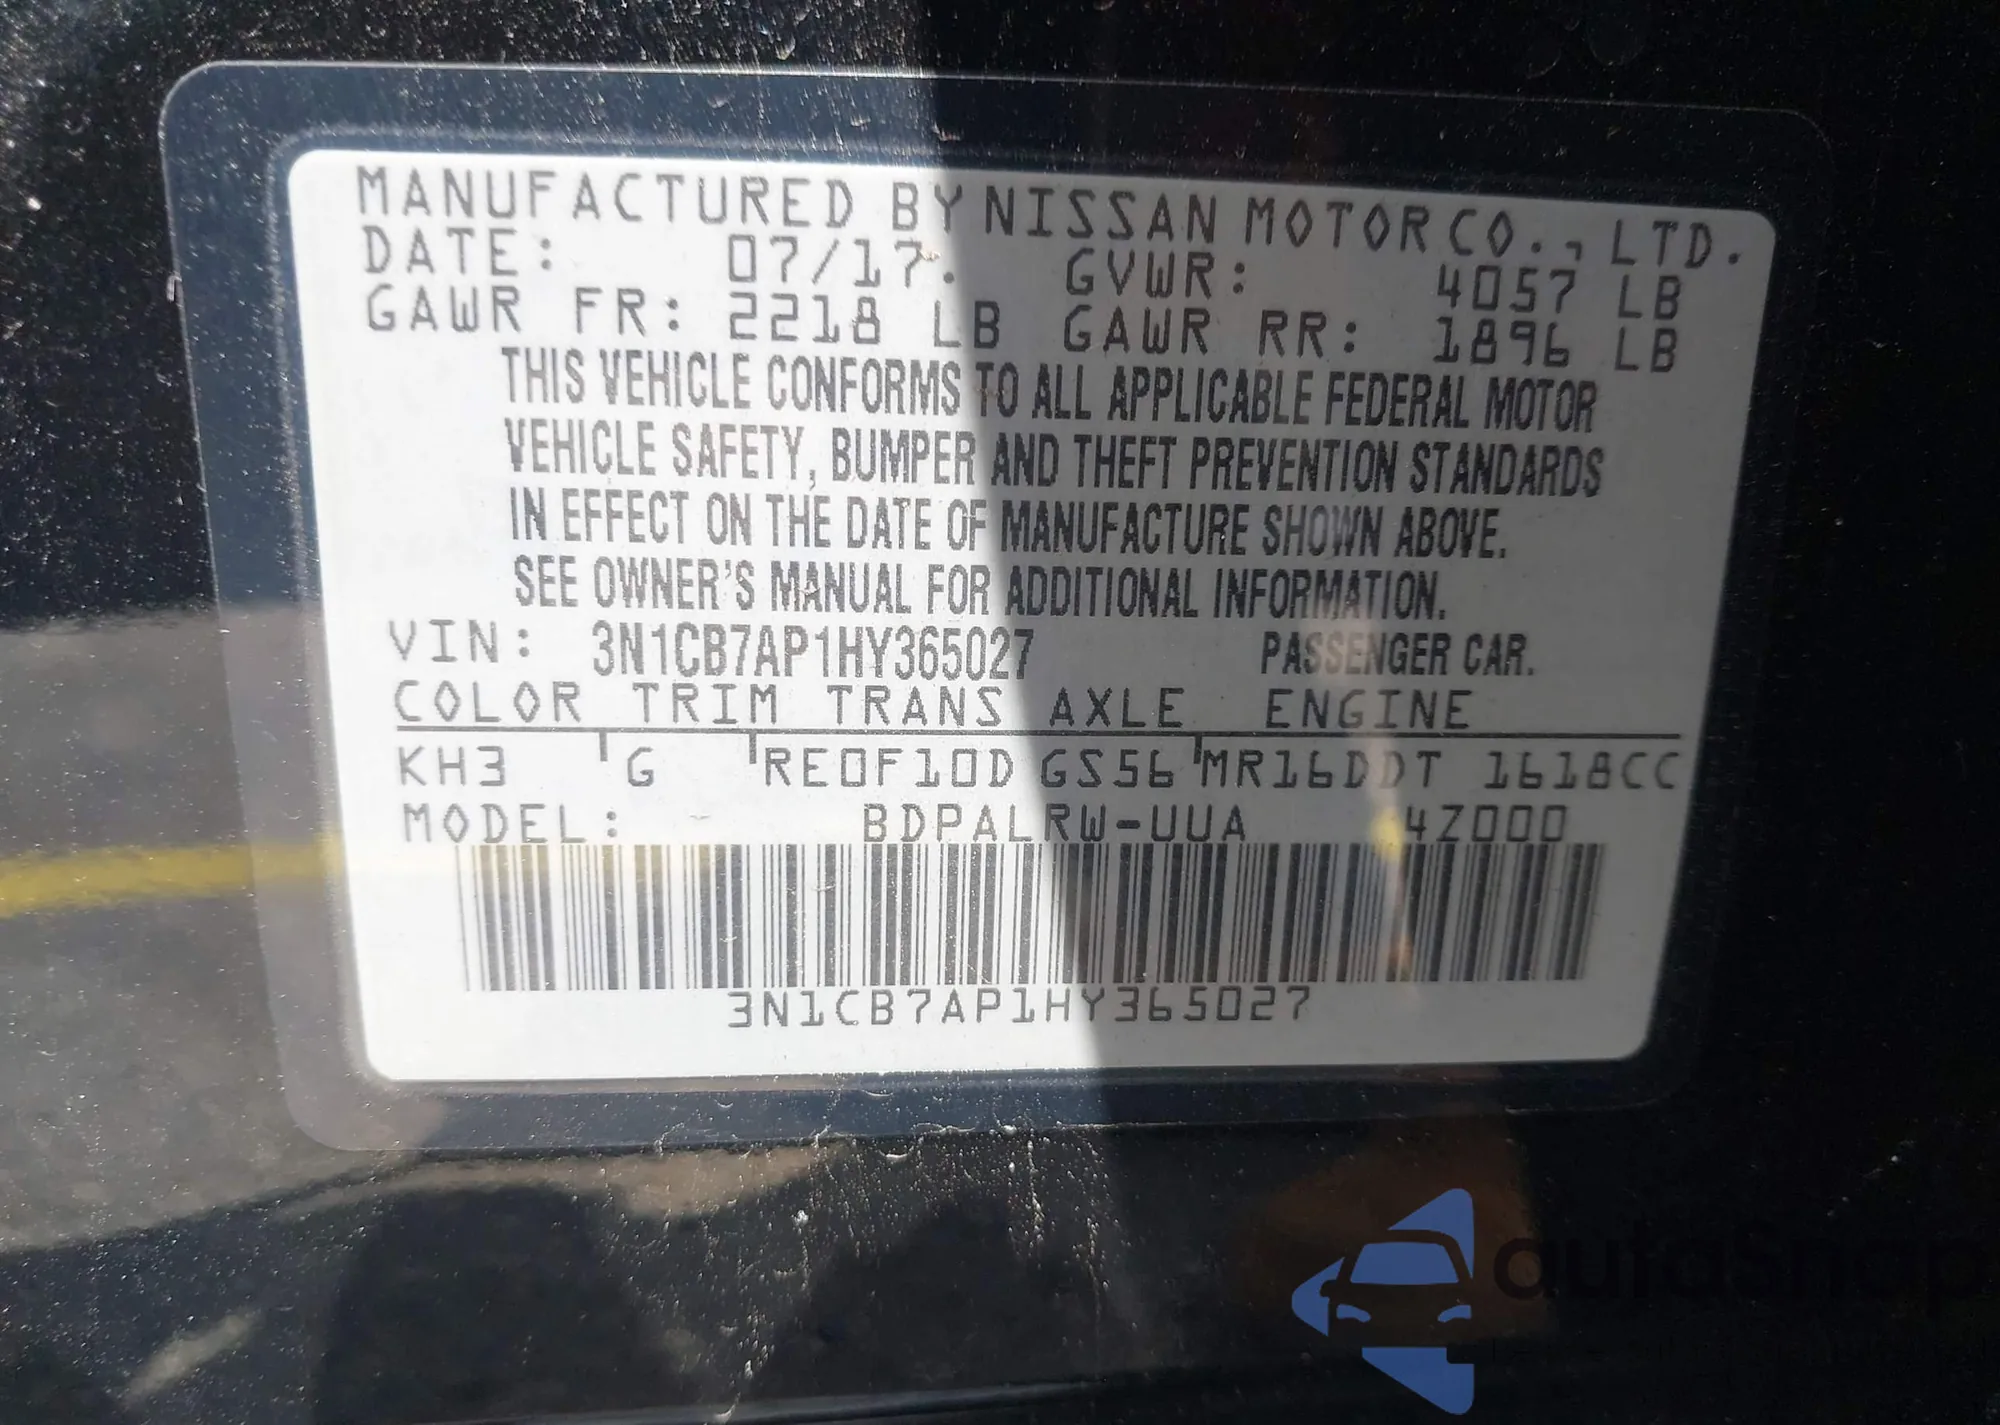 MANUFACTURED BY NISSAN MOTOR CO., LTD.
DATE: 07/17. GVWR: 4057 LB
GAWR FR: 2218 LB GAWR RR: 1896 LB
THIS VEHICLE CONFORMS TO ALL APPLICABLE FEDERAL MOTOR
VEHICLE SAFETY, BUMPER AND THEFT PREVENTION STANDARDS
IN EFFECT ON THE DATE OF MANUFACTURE SHOWN ABOVE.
SEE OWNER'S MANUAL FOR ADDITIONAL INFORMATION.
VIN: 3N1CB7AP1HY365027 PASSENGER CAR.
COLOR TRIM TRANS AXLE ENGINE
KH3 G RE0F10D GS56 MR16DDT 1618CC
MODEL: BDPALRW-UUA 4Z000
3N1CB7AP1HY365027
autosnap